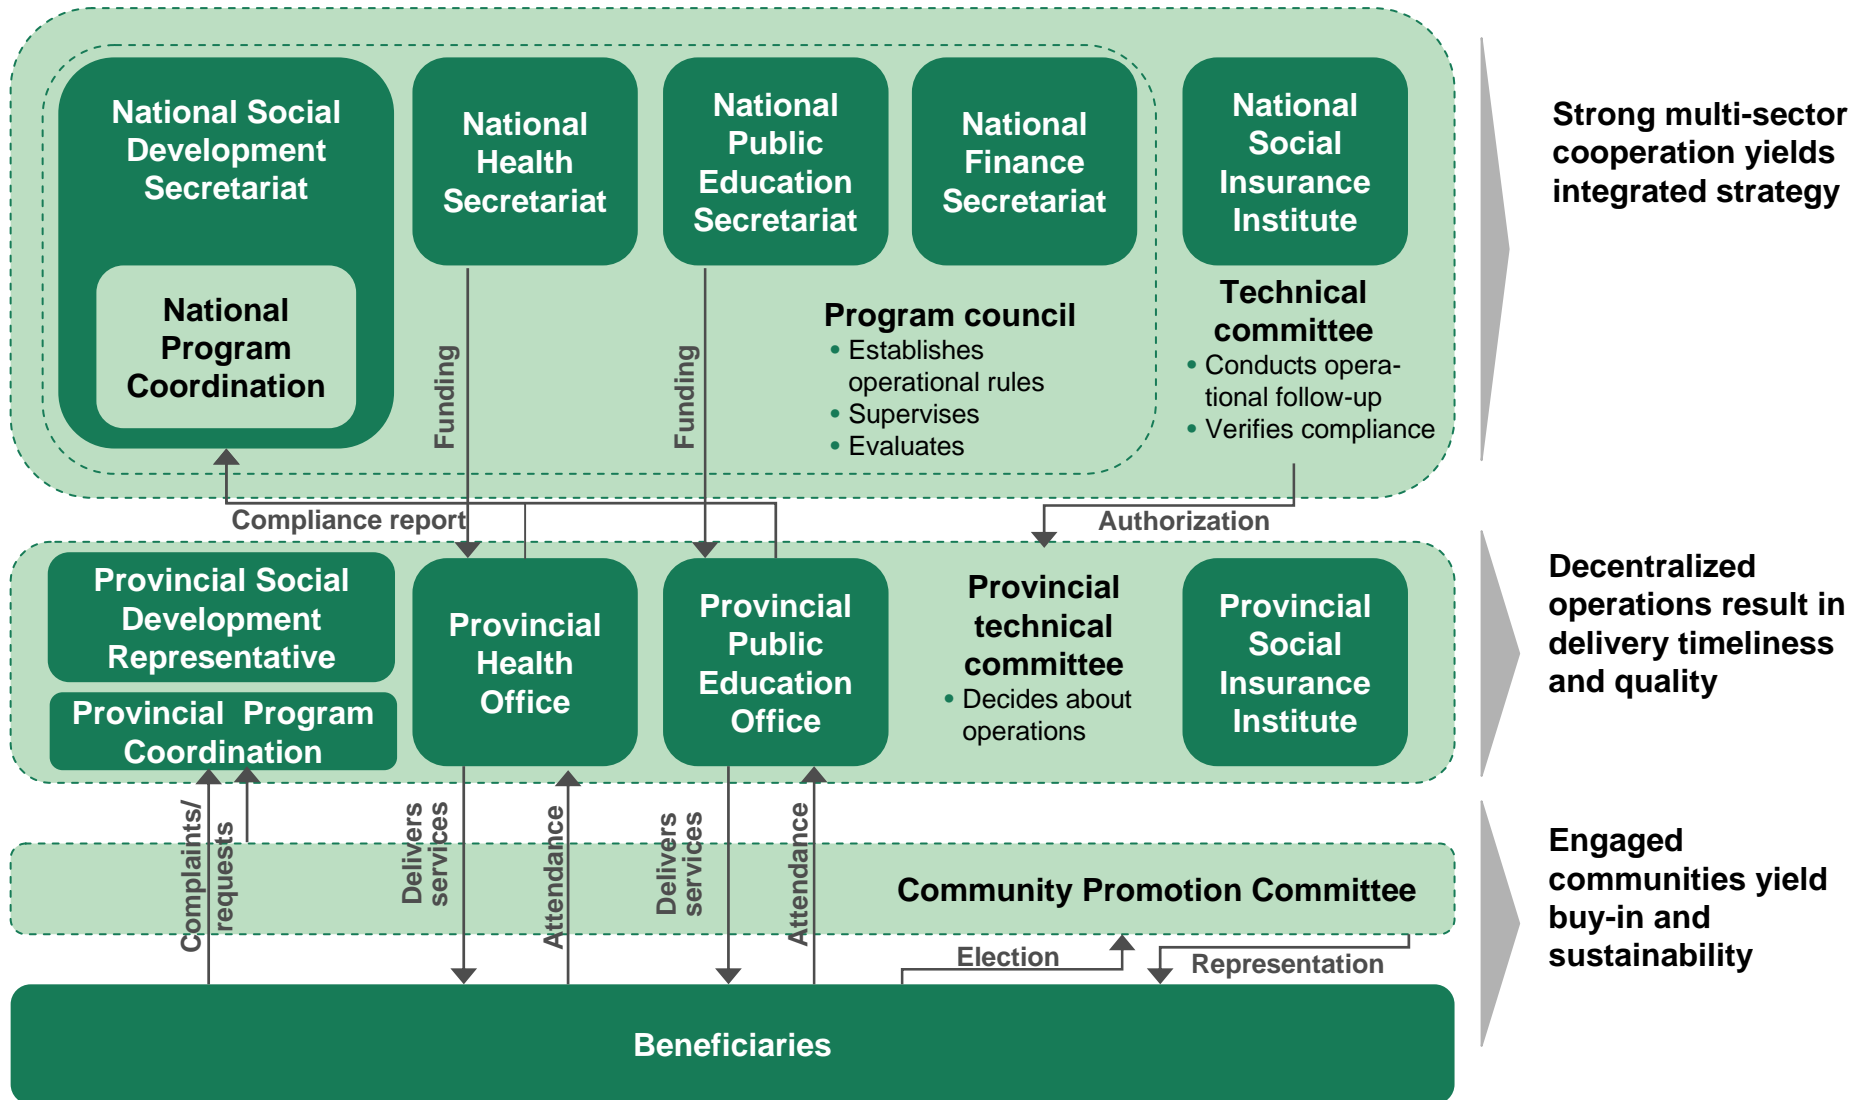 National Social
Development
Secretariat
National
Program
Coordination
National
Health
Secretariat
National
Public
Education
Secretariat
National
Finance
Secretariat
National
Social
Insurance
Institute
Program council
• Establishes
operational rules
• Supervises
• Evaluates
Technical
committee
• Conducts opera-
tional follow-up
• Verifies compliance
Strong multi-sector
cooperation yields
integrated strategy
Funding
Funding
Compliance report
Authorization
Provincial Social
Development
Representative
Provincial Program
Coordination
Provincial
Health
Office
Provincial
Public
Education
Office
Provincial
technical
committee
• Decides about
operations
Provincial
Social
Insurance
Institute
Decentralized
operations result in
delivery timeliness
and quality
Complaints/
requests
Delivers
services
Attendance
Delivers
services
Attendance
Community Promotion Committee
Election
Representation
Engaged
communities yield
buy-in and
sustainability
Beneficiaries